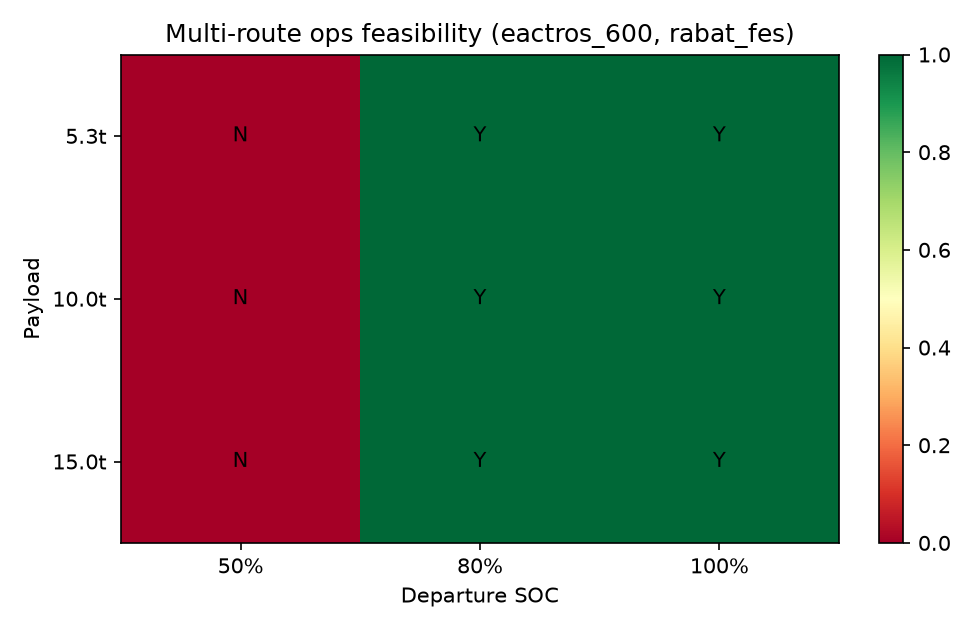 Multi-route ops feasibility (eactros_600, rabat_fes)
1.0
5.3t N Y Y
0.8
0.6
Payload
10.0t N Y Y
0.4
0.2
15.0t N Y Y
0.0
50% 80% 100%
Departure SOC